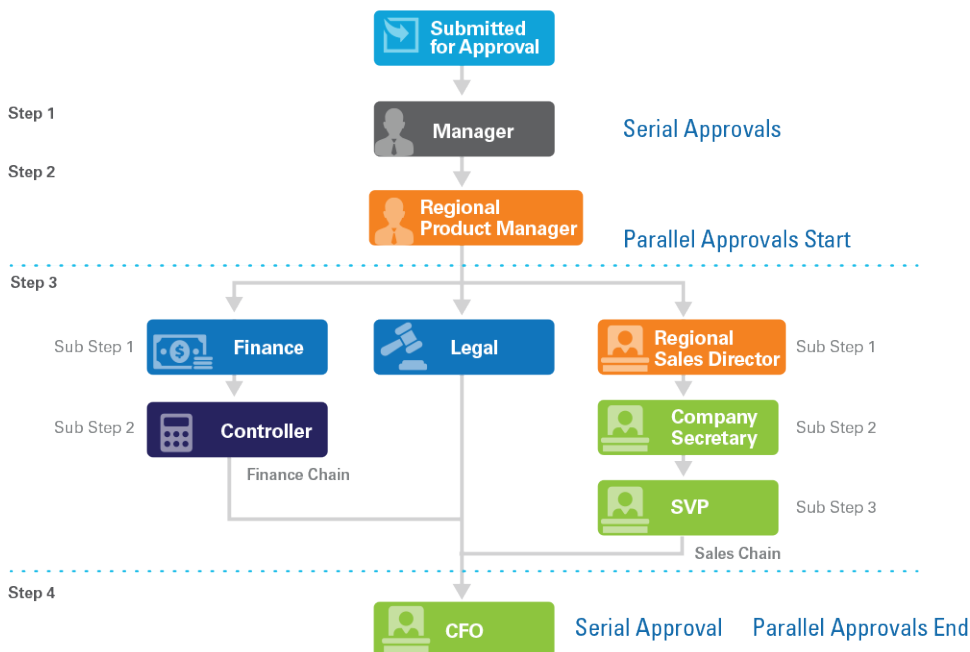 Submitted
for Approval
Step 1
Manager
Serial Approvals
Step 2
Regional
Product Manager
Parallel Approvals Start
Step 3
Sub Step 1
Finance
Legal
Regional
Sales Director
Sub Step 1
Sub Step 2
Controller
Company
Secretary
Sub Step 2
Finance Chain
SVP
Sub Step 3
Sales Chain
Step 4
CFO
Serial Approval
Parallel Approvals End